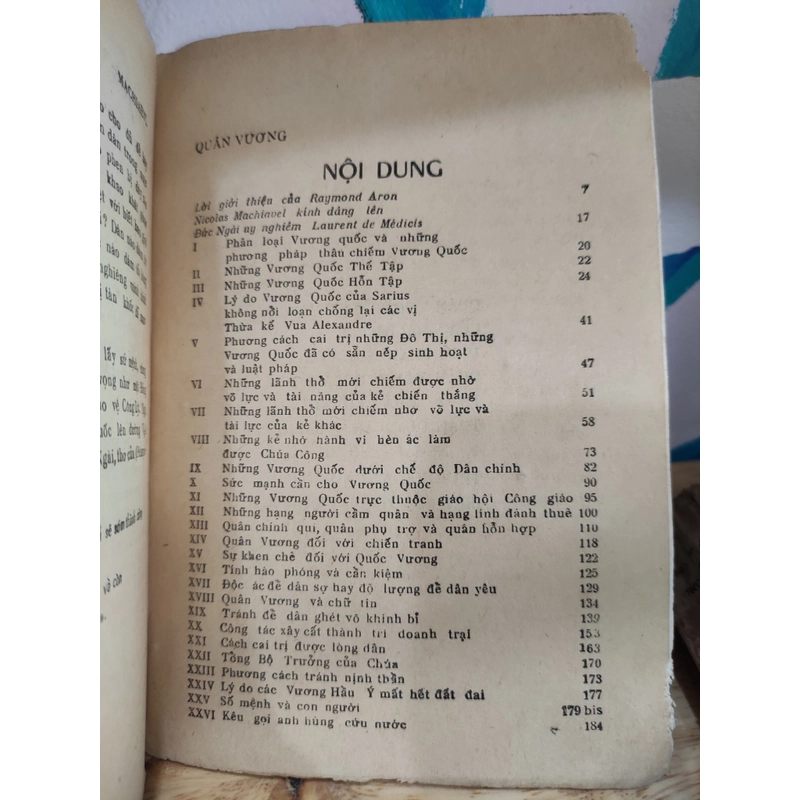 MACHIAVEL
QUÂN VƯƠNG
NỘI DUNG
Lời giới thiệu của Raymond Aron 7
Nicolas Machiavel kính dâng lên
Đức Ngài uy nghiêm Laurent de Médicis 17
I Phân loại Vương quốc và những
phương pháp thân chiếm Vương Quốc 20
II Những Vương Quốc Thế Tập 22
III Những Vương Quốc Hỗn Tập 24
IV Lý do Vương Quốc của Sarius
không nổi loạn chống lại các vị
Thừa kế Vua Alexandre 41
V Phương cách cai trị những Đô Thị, những
Vương Quốc đã có sẵn nếp sinh hoạt
và luật pháp 47
VI Những lãnh thổ mới chiếm được nhờ
võ lực và tài năng của kẻ chiến thắng 51
VII Những lãnh thổ mới chiếm nhơ võ lực và
tài lực của kẻ khác 58
VIII Những kẻ nhờ hành vi hèn ác làm
được Chúa Công 73
IX Những Vương Quốc dưới chế độ Dân chính 82
X Sức mạnh cần cho Vương Quốc 90
XI Những Vương Quốc trực thuộc giáo hội Công giáo 95
XII Những hạng người cầm quân và hạng lính đánh thuê 100
XIII Quân chính qui, quân phụ trợ và quân hỗn hợp 110
XIV Quân Vương đối với chiến tranh 118
XV Sự khen chê đối với Quốc Vương 122
XVI Tính hào phóng và cần kiệm 125
XVII Độc ác để dân sợ hay độ lượng để dân yêu 129
XVIII Quân Vương và chữ tín 134
XIX Tránh để dân ghét võ khinh bỉ 139
XX Công tác xây cất thành trì doanh trại 153
XXI Cách cai trị được lòng dân 163
XXII Tổng Bộ Trưởng của Chúa 170
XXIII Phương cách tránh nịnh thần 173
XXIV Lý do các Vương Hầu Ý mất hết đất đai 177
XXV Số mệnh và con người 179 bis
XXVI Kêu gọi anh hùng cứu nước 184